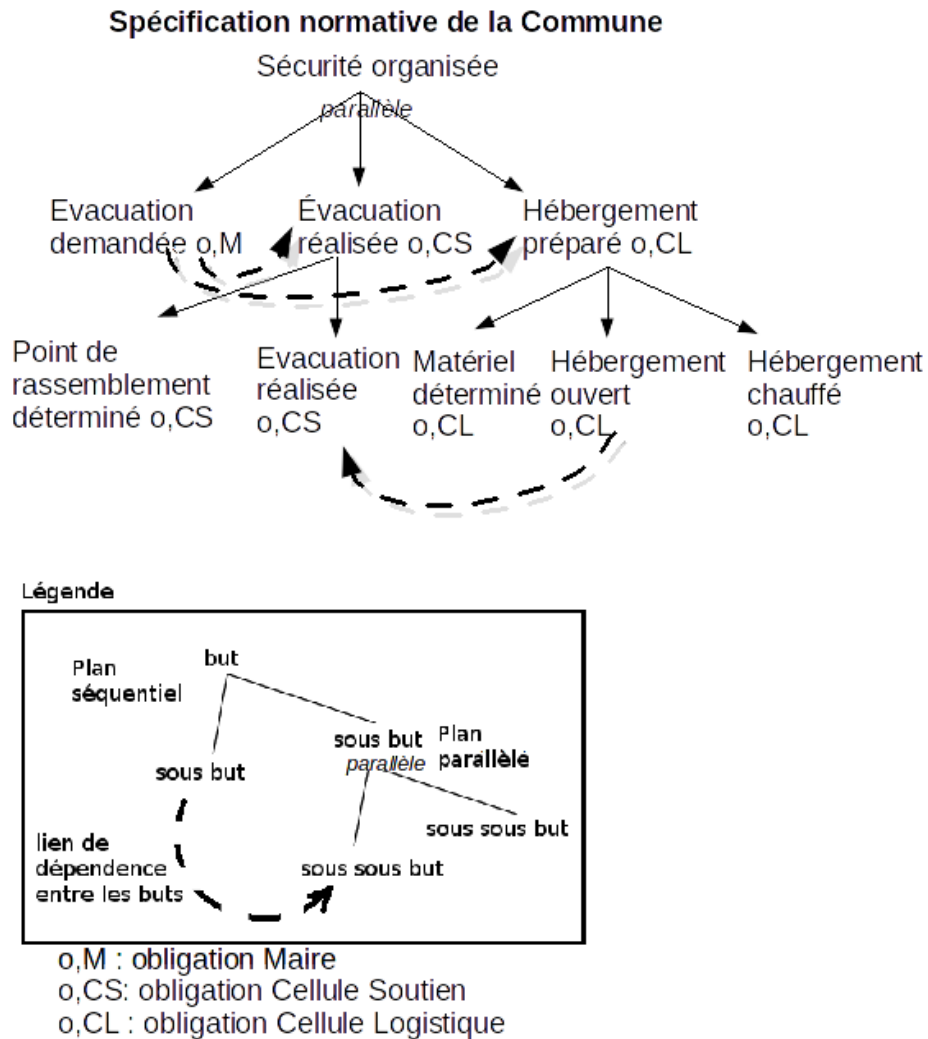 Spécification normative de la Commune
Sécurité organisée
parallèle
Evacuation
demandée o,M
Évacuation
réalisée o,CS
Hébergement
préparé o,CL
Point de
rassemblement
déterminé o,CS
Evacuation
réalisée
o,CS
Matériel
déterminé
o,CL
Hébergement
ouvert
o,CL
Hébergement
chauffé
o,CL
Légende
Plan
séquentiel
but
sous but
sous but
parallèle
Plan
parallèlé
lien de
dépendence
entre les buts
sous sous but
sous sous but
o,M : obligation Maire
o,CS: obligation Cellule Soutien
o,CL : obligation Cellule Logistique